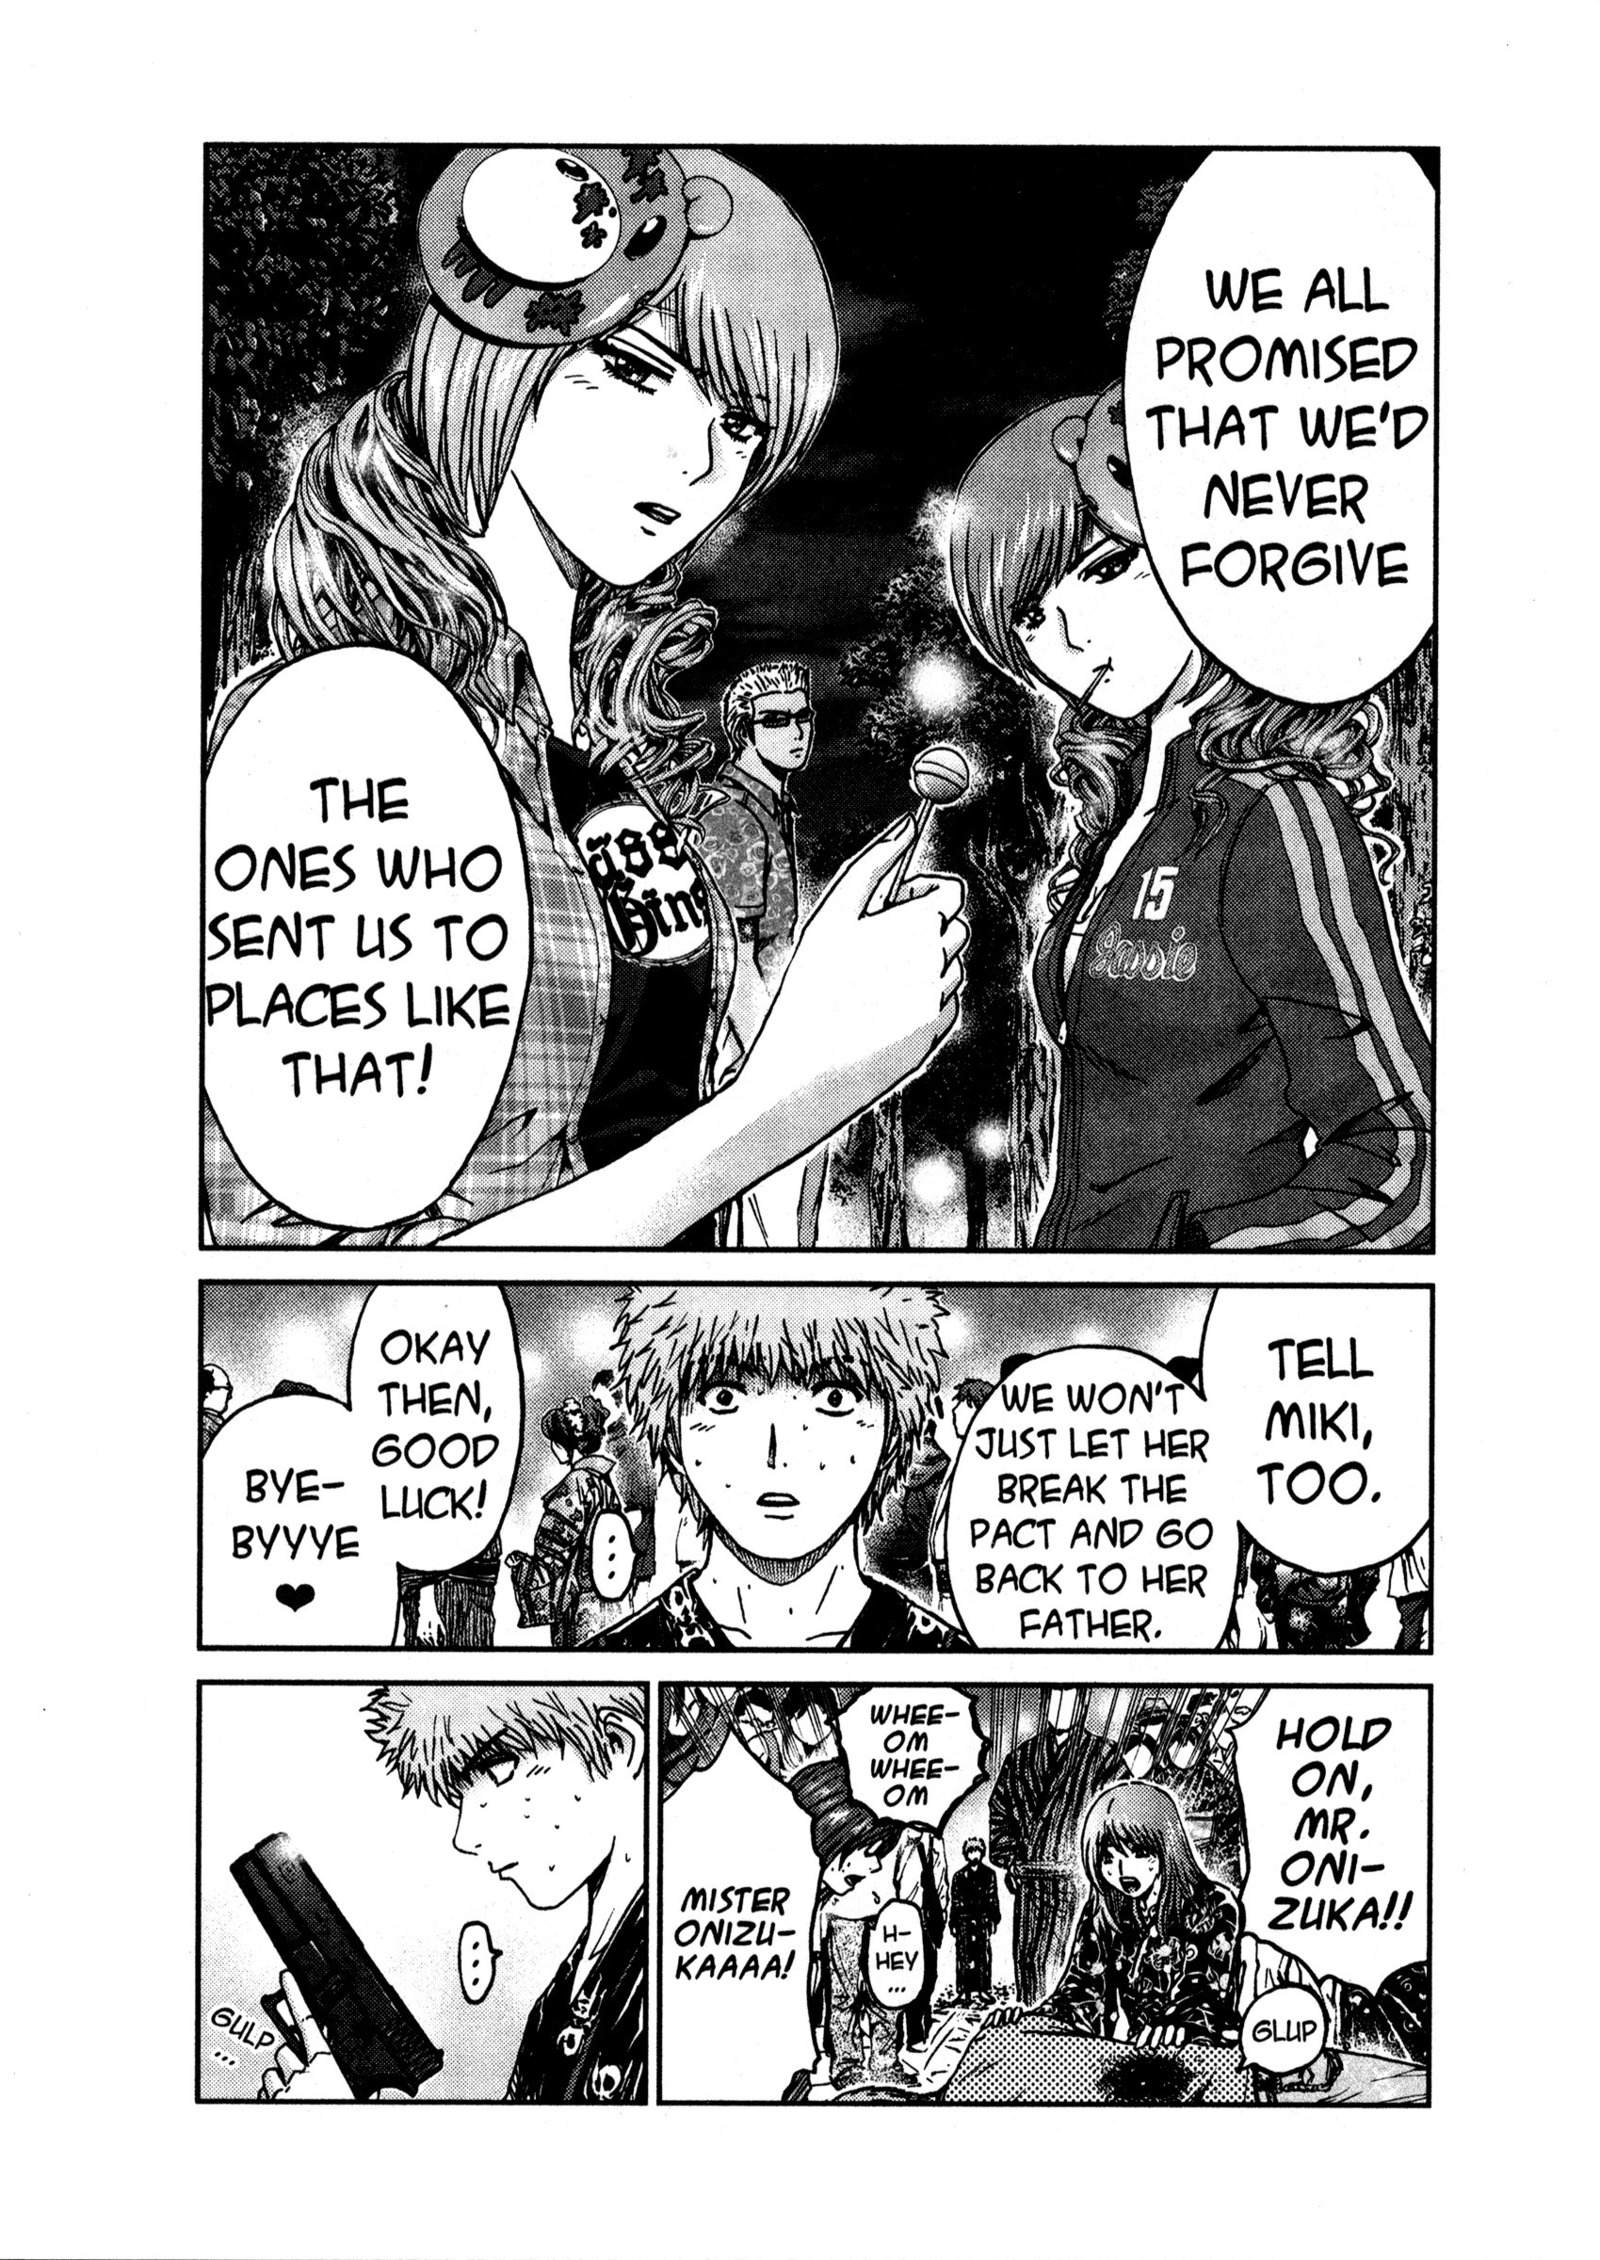 WE ALL
PROMISED
THAT WE'D
NEVER
FORGIVE
THE
ONES WHO
SENT US TO
PLACES LIKE
THAT!
15
Sassie
TELL
MIKI,
TOO.
WE WON'T
JUST LET HER
BREAK THE
PACT AND GO
BACK TO HER
FATHER.
...
OKAY
THEN,
GOOD
LUCK!
BYE-
BYYYE
❤
HOLD
ON,
MR.
ONI-
ZUKA!!
GLUP
WHEE-
OM
WHEE-
OM
H-
HEY
...
MISTER
ONIZU-
KAAAA!
...
GULP
...